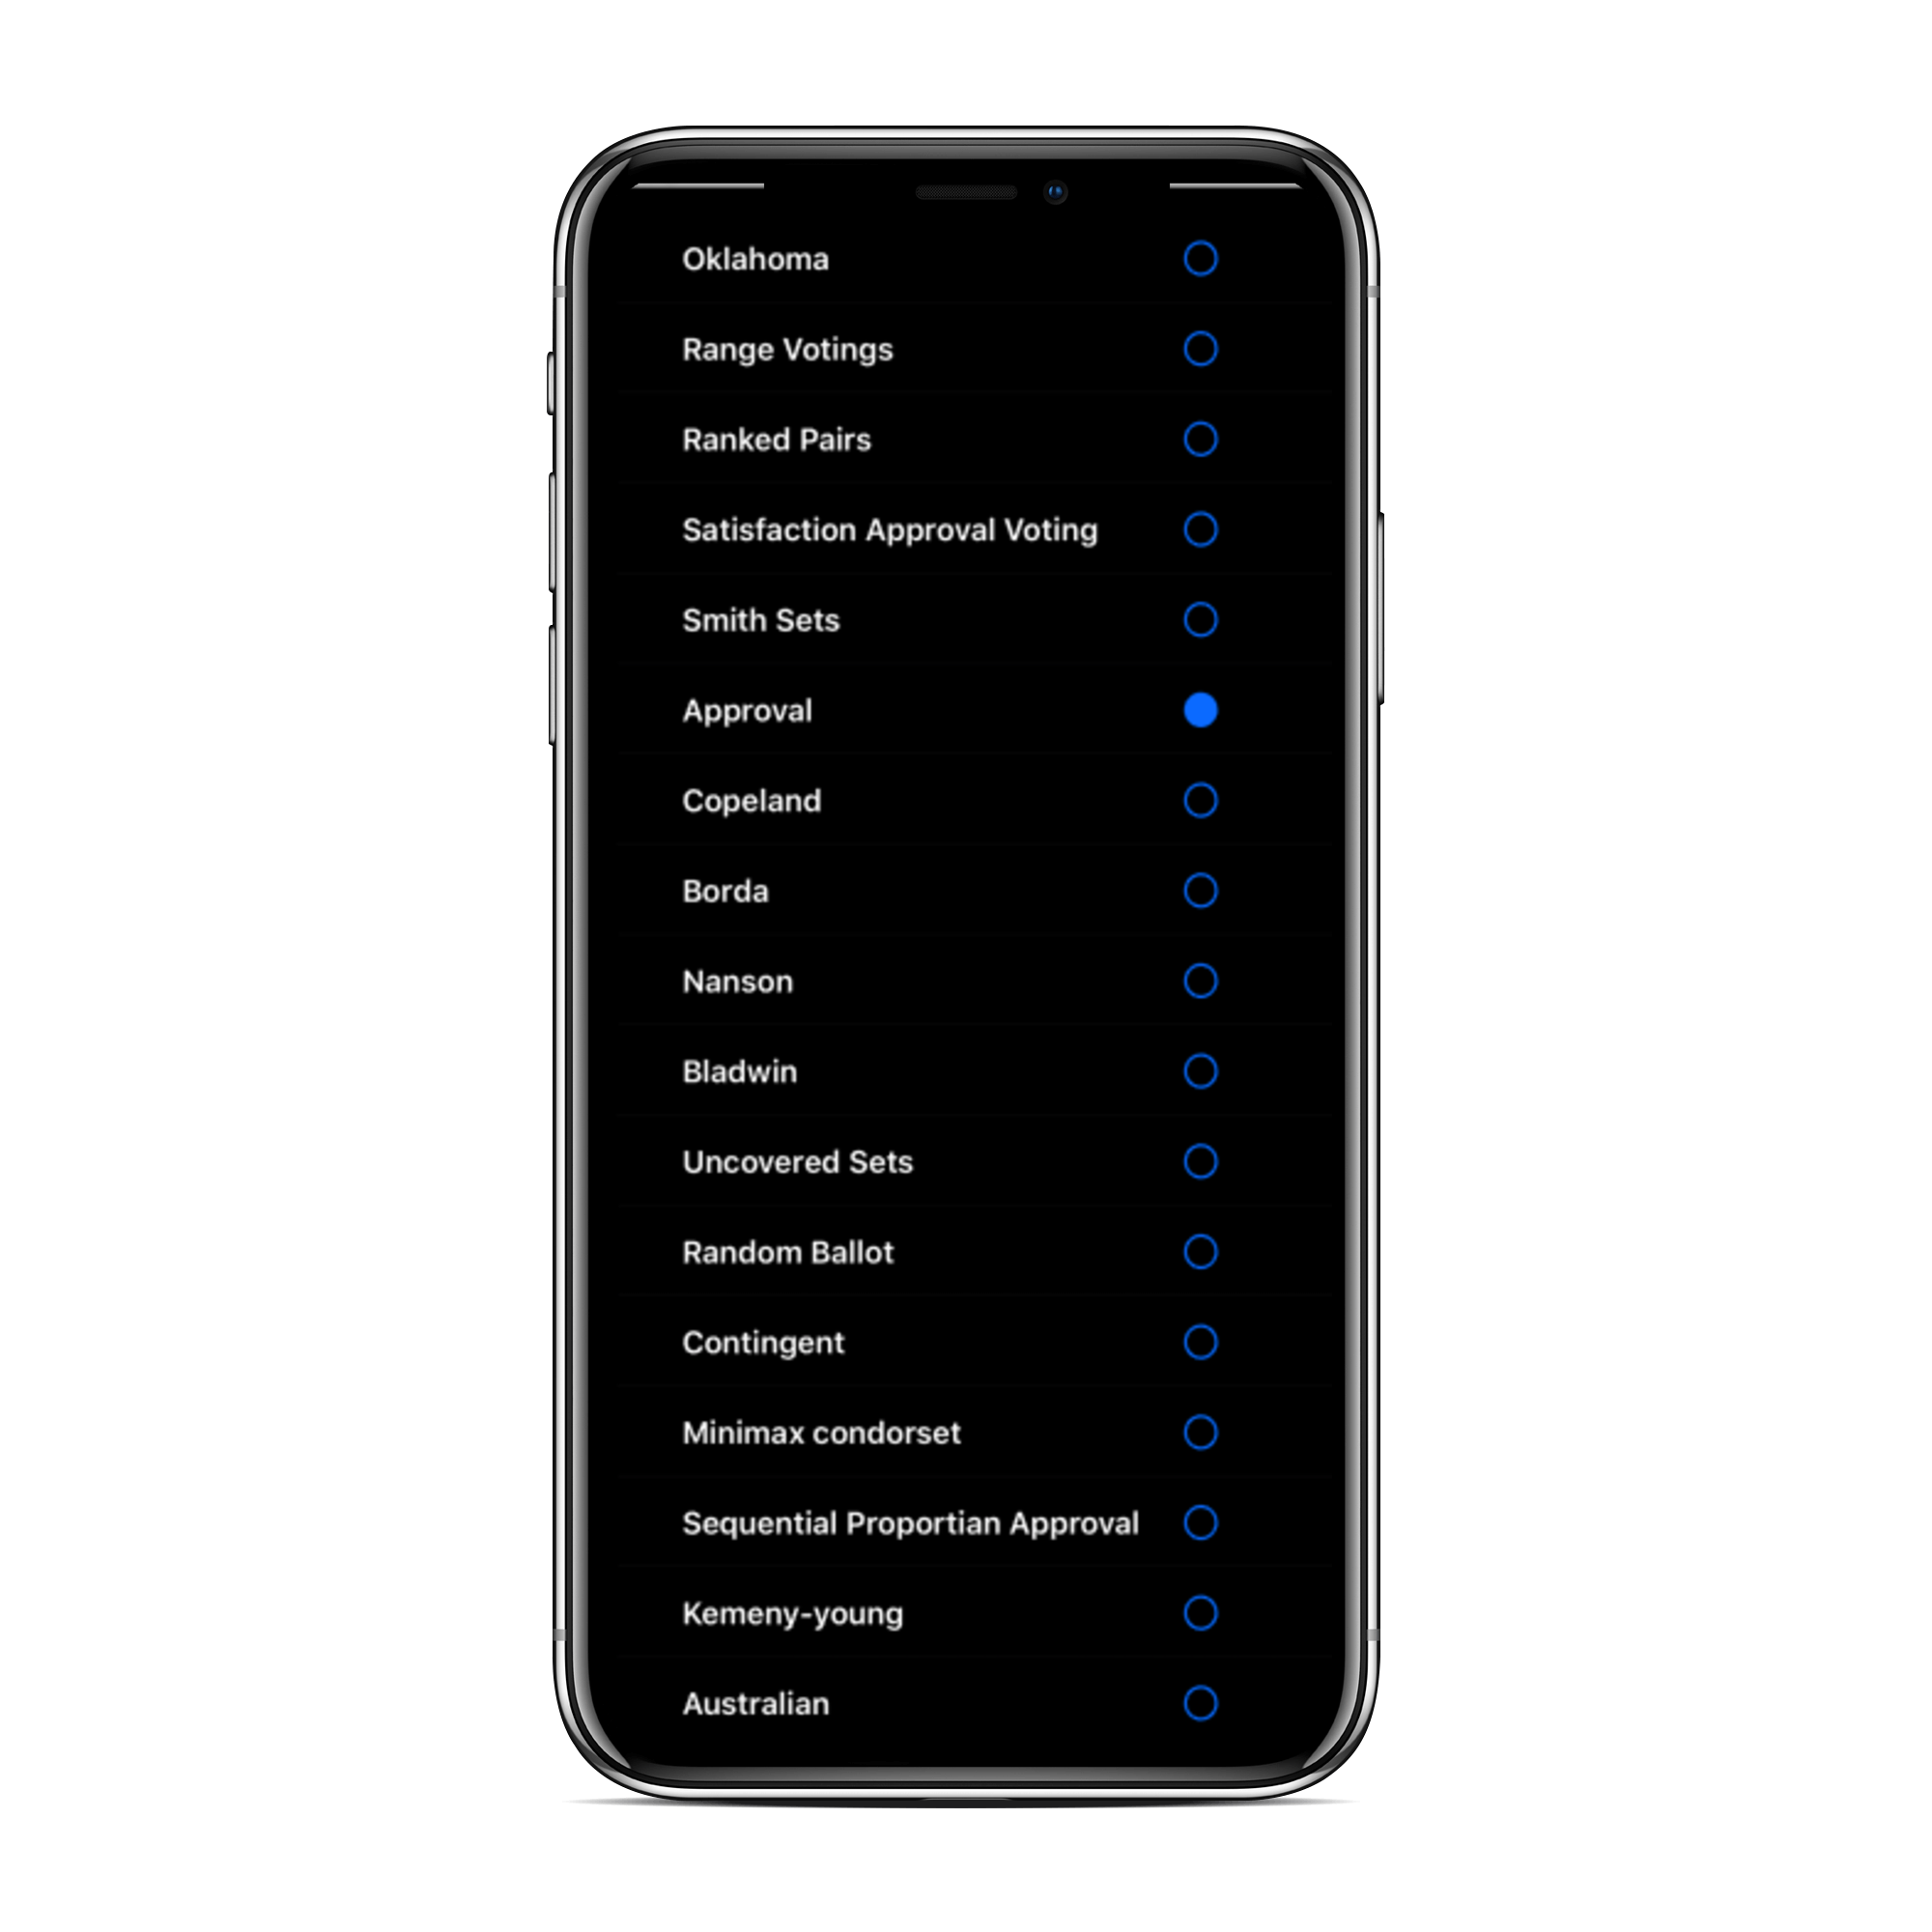 Oklahoma
Range Votings
Ranked Pairs
Satisfaction Approval Voting
Smith Sets
Approval
Copeland
Borda
Nanson
Bladwin
Uncovered Sets
Random Ballot
Contingent
Minimax condorset
Sequential Proportian Approval
Kemeny-young
Australian